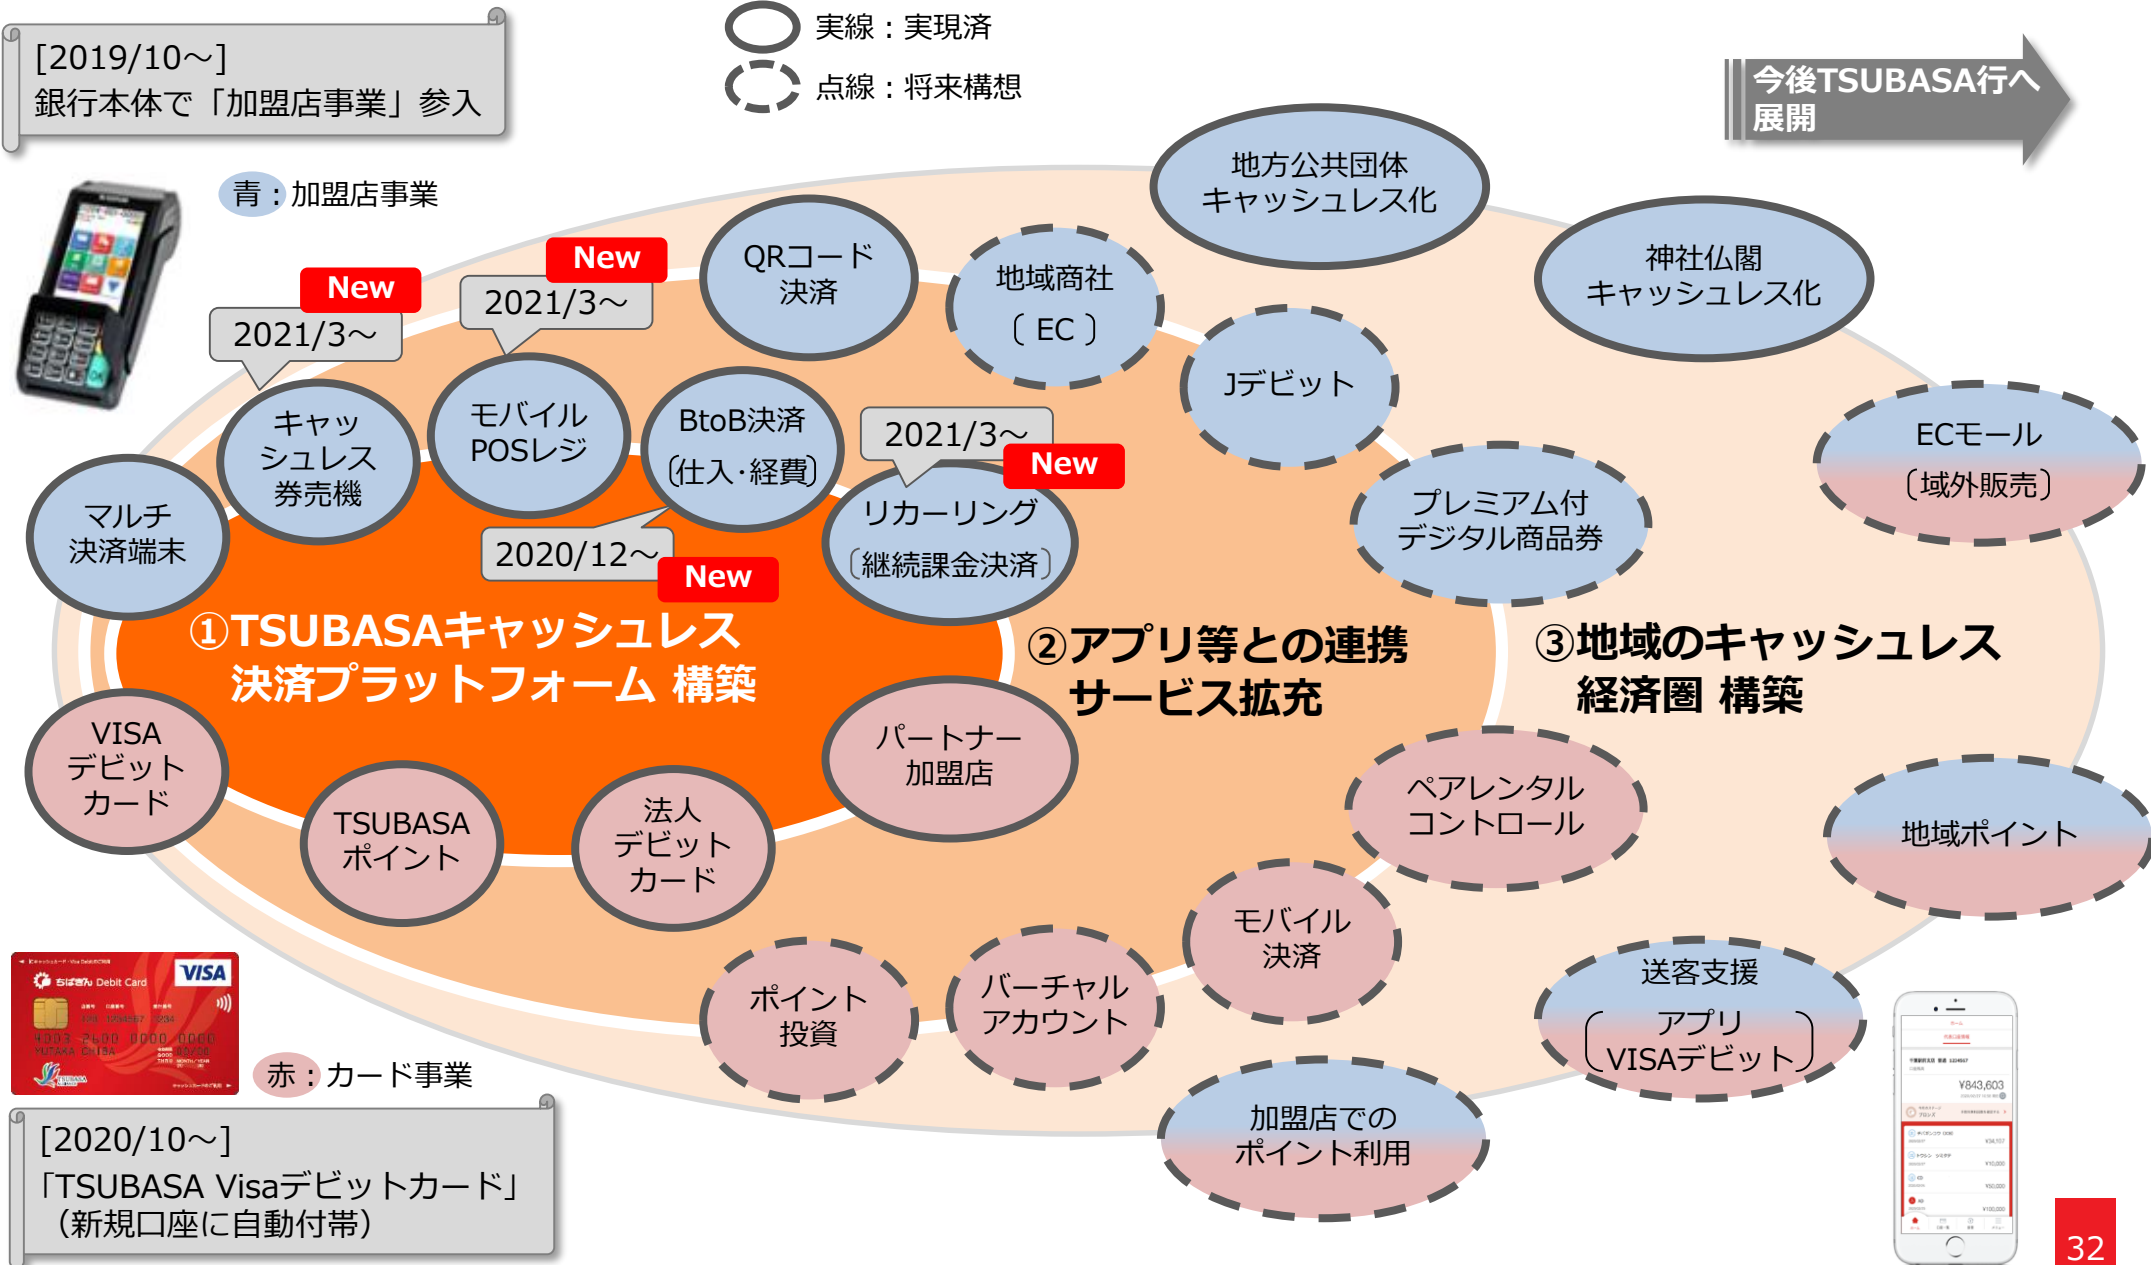 [2019/10～]
銀行本体で「加盟店事業」参入
実線：実現済
点線：将来構想
今後TSUBASA行へ
展開
青：加盟店事業
New
2021/3～
New
2021/3～
QRコード
決済
地域商社
〔 EC 〕
地方公共団体
キャッシュレス化
神社仏閣
キャッシュレス化
Jデビット
ECモール
〔域外販売〕
マルチ
決済端末
キャッ
シュレス
券売機
モバイル
POSレジ
BtoB決済
〔仕入・経費〕
2020/12～
New
2021/3～
New
リカーリング
〔継続課金決済〕
プレミアム付
デジタル商品券
①TSUBASAキャッシュレス
決済プラットフォーム 構築
②アプリ等との連携
サービス拡充
③地域のキャッシュレス
経済圏 構築
VISA
デビット
カード
TSUBASA
ポイント
法人
デビット
カード
パートナー
加盟店
ペアレンタル
コントロール
地域ポイント
ポイント
投資
バーチャル
アカウント
モバイル
決済
送客支援
アプリ
VISAデビット
加盟店での
ポイント利用
ちばぎん Debit Card
VISA
4003 2600 0000 0000
YUTAKA CHIBA
TSUBASA
赤：カード事業
[2020/10～]
「TSUBASA Visaデビットカード」
（新規口座に自動付帯）
¥843,603
32